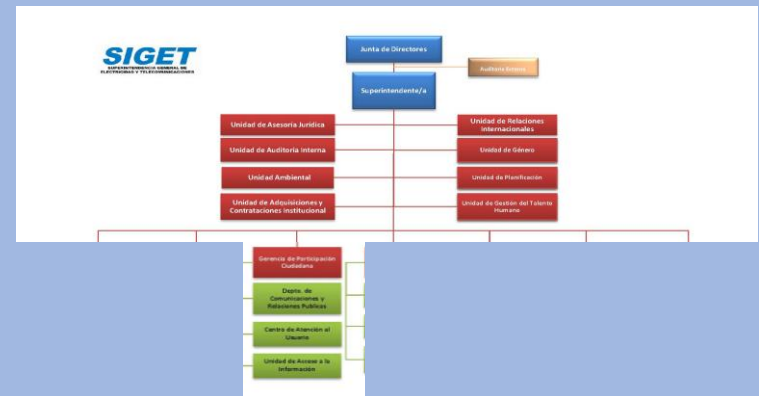 SIGET
SUPERINTENDENCIA GENERAL DE
ELECTRICIDAD Y TELECOMUNICACIONES
Junta de Directores
Auditoría Externa
Superintendente/a
Unidad de Asesoría Jurídica
Unidad de Relaciones
Internacionales
Unidad de Auditoria Interna
Unidad de Género
Unidad Ambiental
Unidad de Planificación
Unidad de Adquisiciones y
Contrataciones Institucional
Unidad de Gestión del Talento
Humano
Gerencia de Participación
Ciudadana
Depto. de
Comunicaciones y
Relaciones Publicas
Centro de Atención al
Usuario
Unidad de Acceso a la
Información